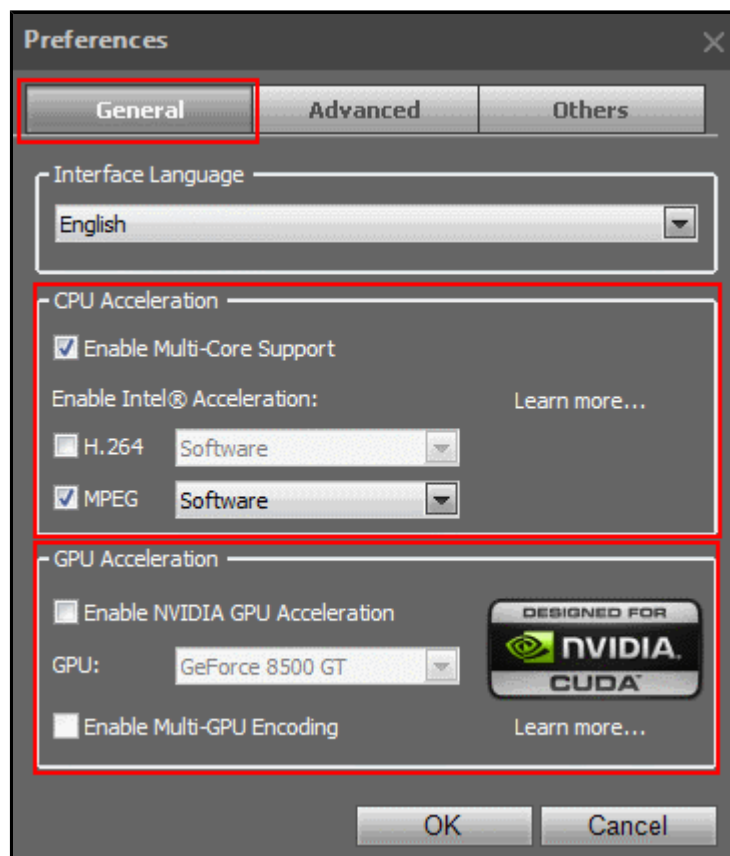 Preferences
General
Advanced
Others
Interface Language
English
CPU Acceleration
Enable Multi-Core Support
Enable Intel® Acceleration:
Learn more...
H.264
Software
MPEG
Software
GPU Acceleration
Enable NVIDIA GPU Acceleration
DESIGNED FOR
NVIDIA.
CUDA™
GPU:
GeForce 8500 GT
Enable Multi-GPU Encoding
Learn more...
OK
Cancel